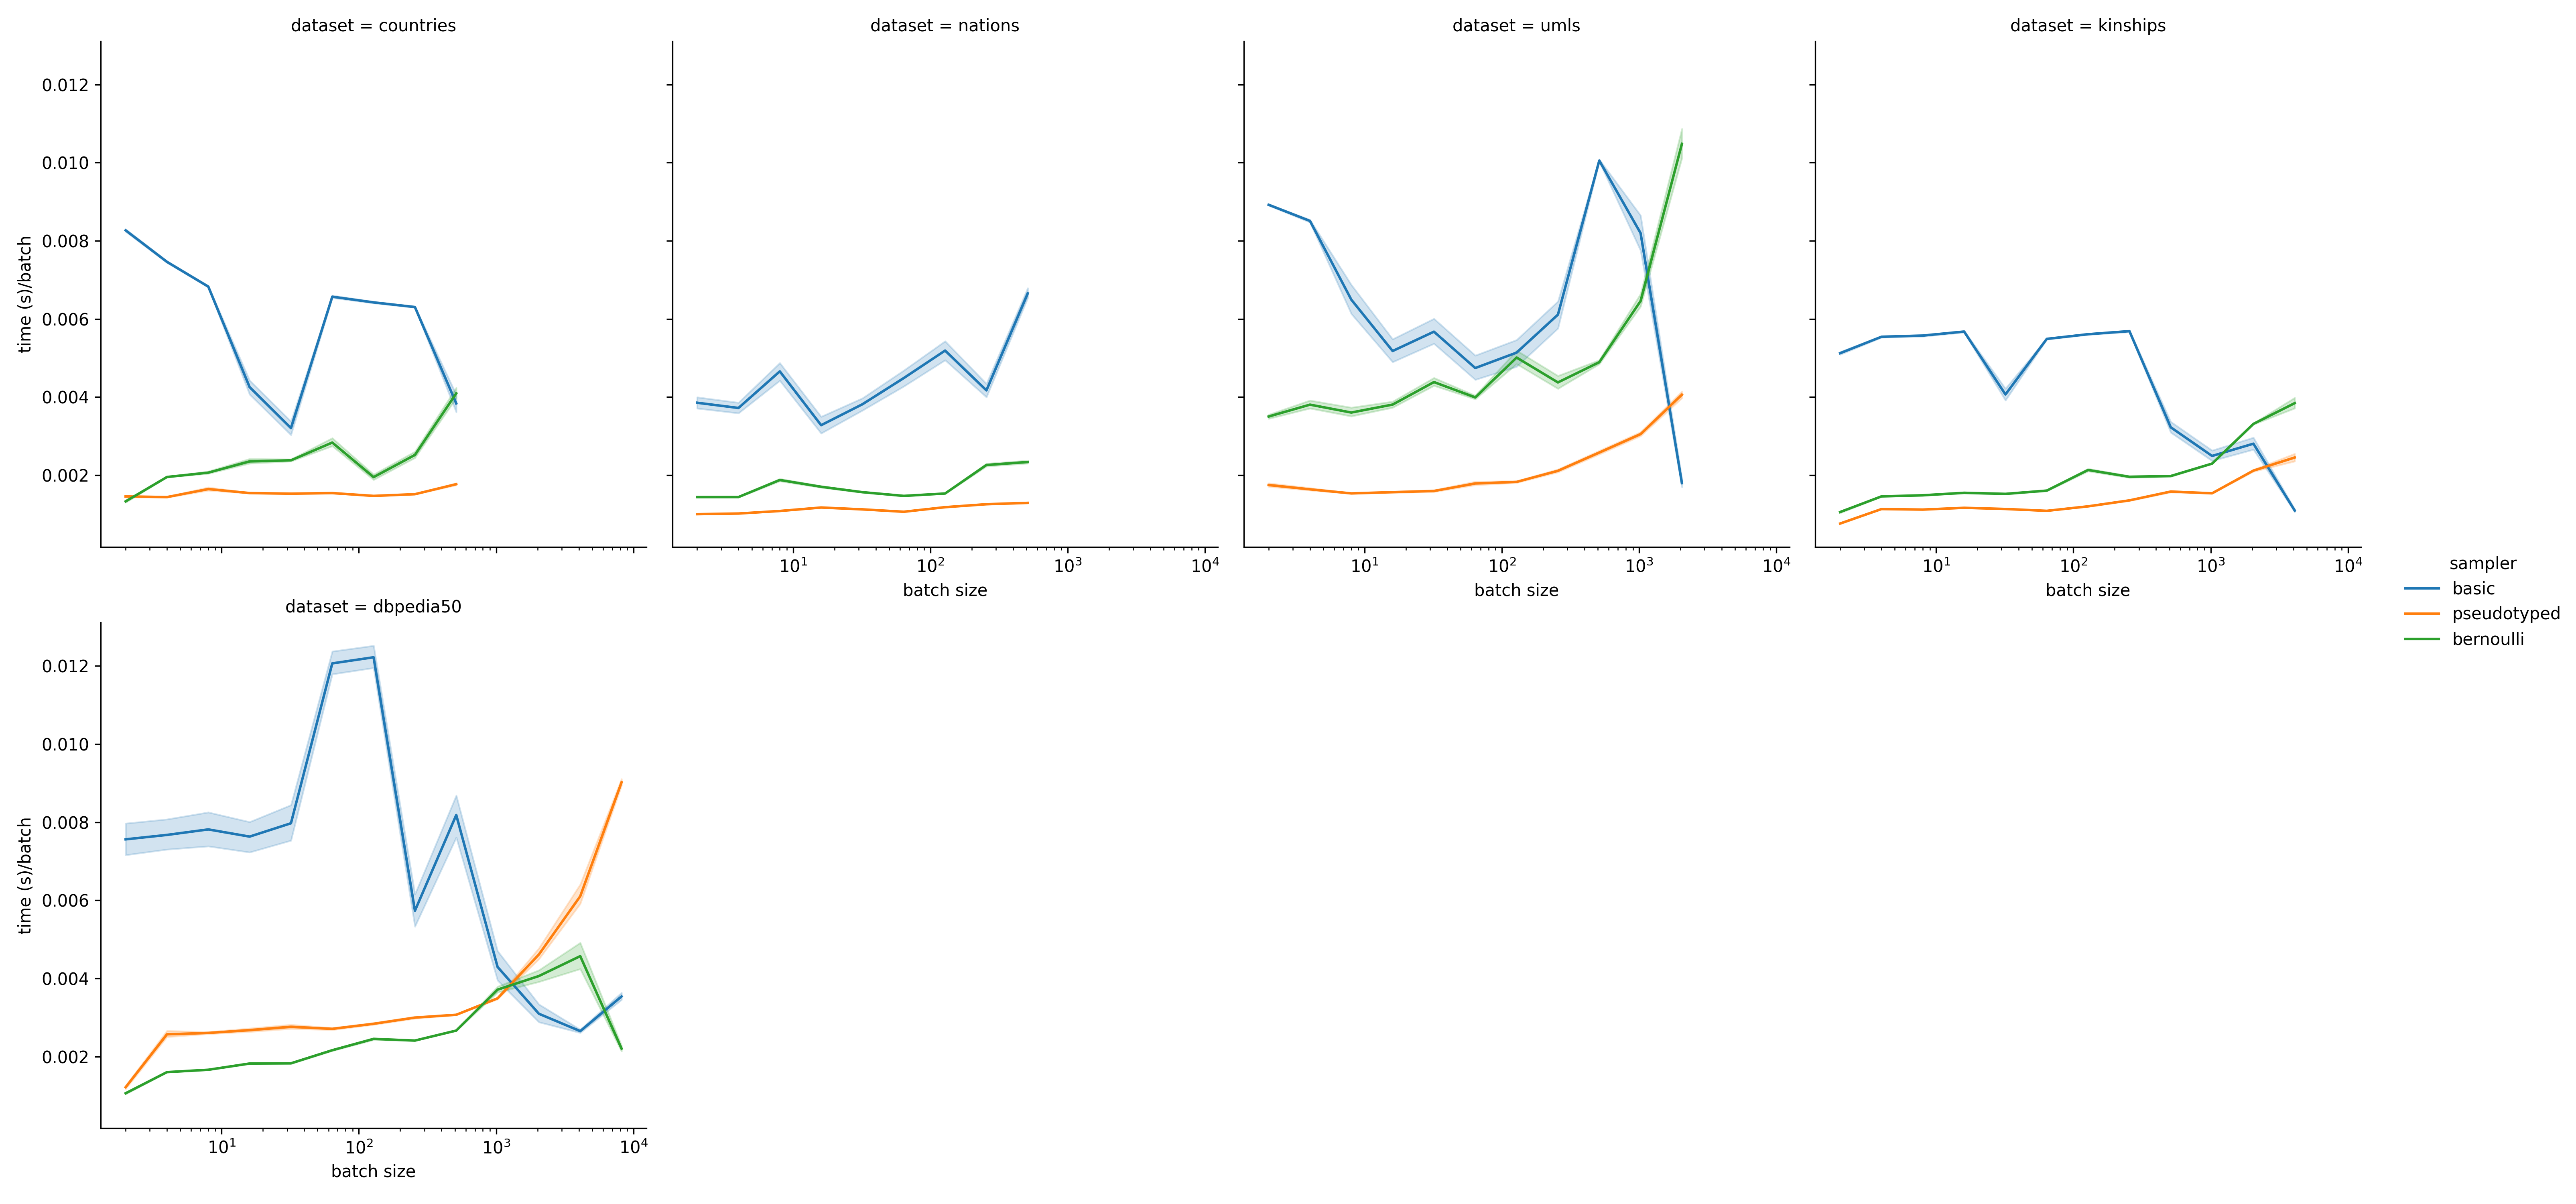 dataset = countries
dataset = nations
dataset = umls
dataset = kinships
0.012
0.010
0.008
0.006
0.004
0.002
time (s)/batch
10¹ 10² 10³ 10⁴
batch size
10¹ 10² 10³ 10⁴
batch size
10¹ 10² 10³ 10⁴
batch size
sampler
basic
pseudotyped
bernoulli
dataset = dbpedia50
0.012
0.010
0.008
0.006
0.004
0.002
time (s)/batch
10¹ 10² 10³ 10⁴
batch size